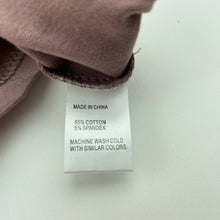 MADE IN CHINA
95% COTTON
5% SPANDEX
MACHINE WASH COLD
WITH SIMILAR COLORS.